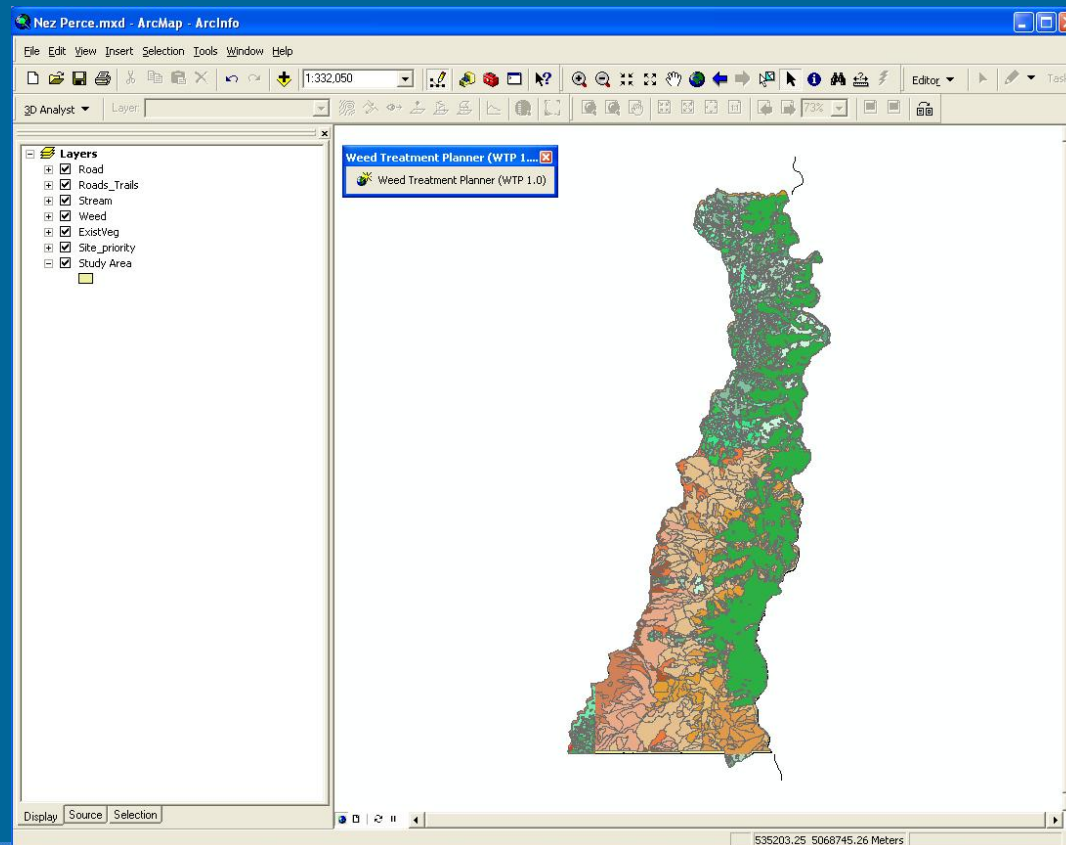 Nez Perce.mxd - ArcMap - ArcInfo
File Edit View Insert Selection Tools Window Help
1:332,050
Editor
3D Analyst Layer: 73%
Layers
Road
Roads_Trails
Stream
Weed
ExistVeg
Site_priority
Study Area
Weed Treatment Planner (WTP 1....
Weed Treatment Planner (WTP 1.0)
Display Source Selection
535203.25 5068745.26 Meters